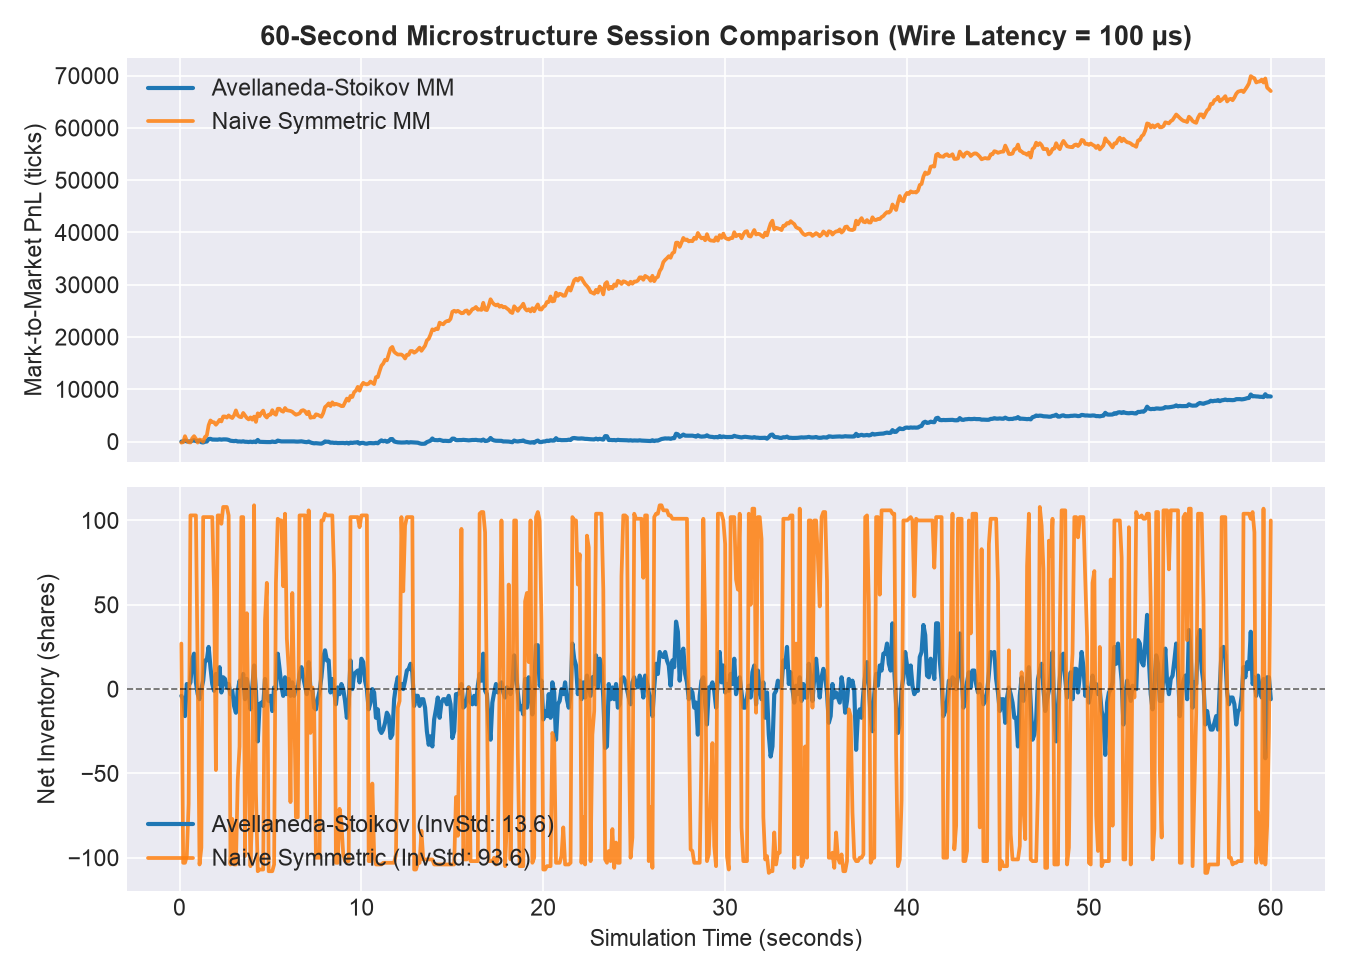 60-Second Microstructure Session Comparison (Wire Latency = 100 µs)
Mark-to-Market PnL (ticks)
70000
60000
50000
40000
30000
20000
10000
0
Avellaneda-Stoikov MM
Naive Symmetric MM
Net Inventory (shares)
100
50
0
−50
−100
Avellaneda-Stoikov (InvStd: 13.6)
Naive Symmetric (InvStd: 93.6)
0 10 20 30 40 50 60
Simulation Time (seconds)